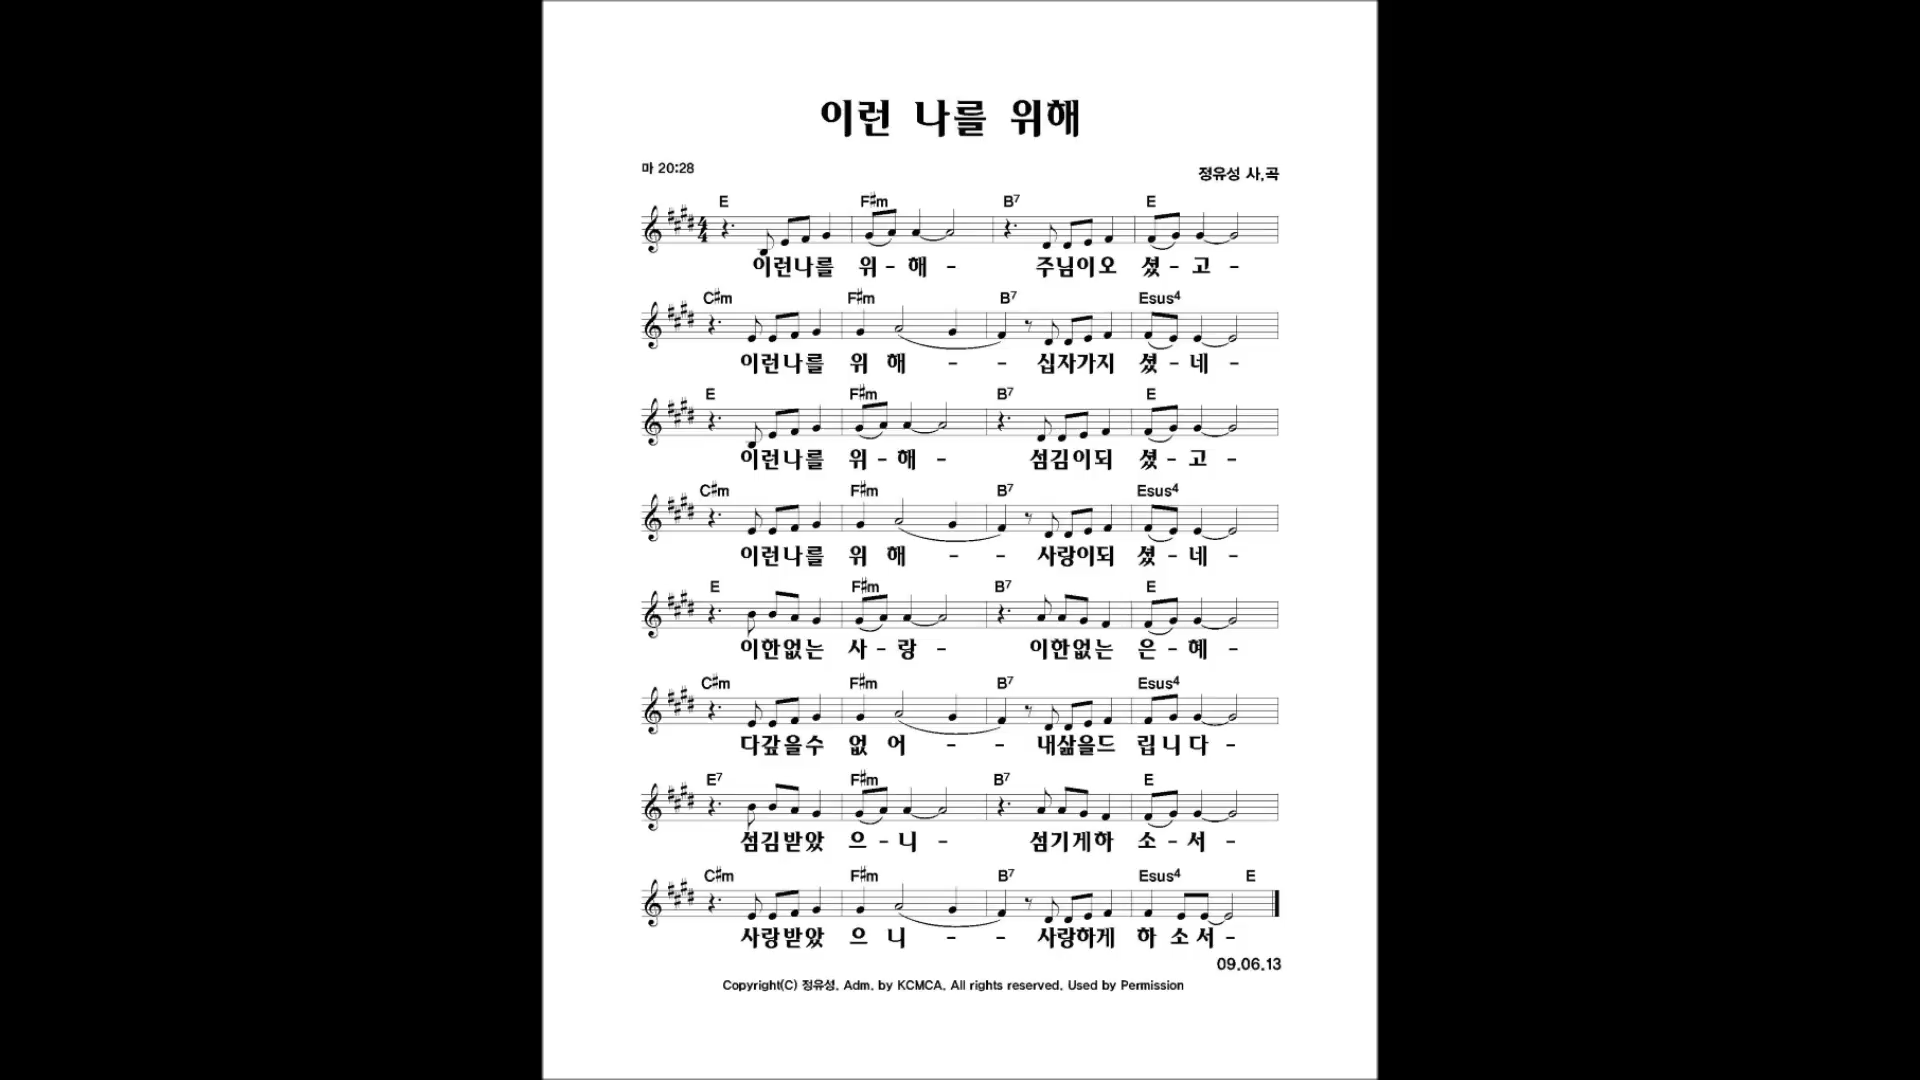 이런 나를 위해
마 20:28
정유성 사,곡
E F#m B7 E
이런나를 위-해- 주님이오 셨-고-
C#m F#m B7 Esus4
이런나를 위 해 - - 십자가지 셨-네-
E F#m B7 E
이런나를 위-해- 섬김이되 셨-고-
C#m F#m B7 Esus4
이런나를 위 해 - - 사랑이되 셨-네-
E F#m B7 E
이한없는 사-랑- 이한없는 은-혜-
C#m F#m B7 Esus4
다갚을수 없 어 - - 내삶을드 립니다-
E7 F#m B7 E
섬김받았 으-니- 섬기게하 소-서-
C#m F#m B7 Esus4 E
사랑받았 으 니 - - 사랑하게 하 소서-
09.06.13
Copyright(C) 정유성. Adm. by KCMCA. All rights reserved. Used by Permission